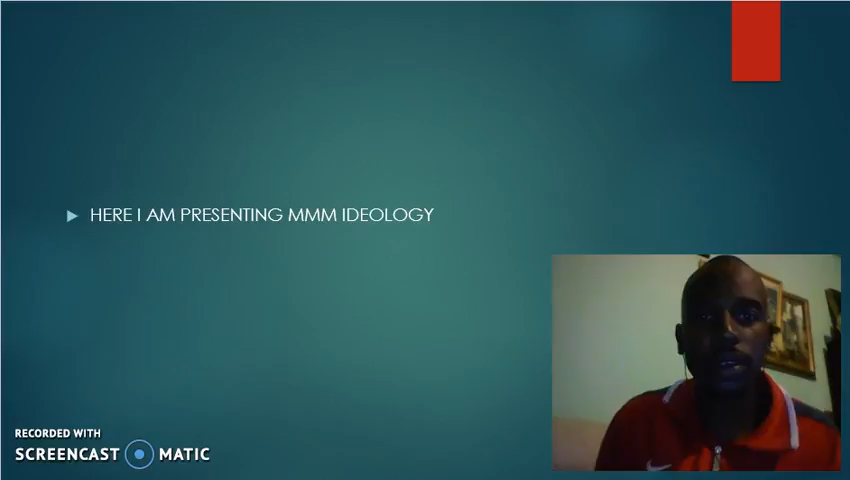 HERE I AM PRESENTING MMM IDEOLOGY
RECORDED WITH
SCREENCAST MATIC